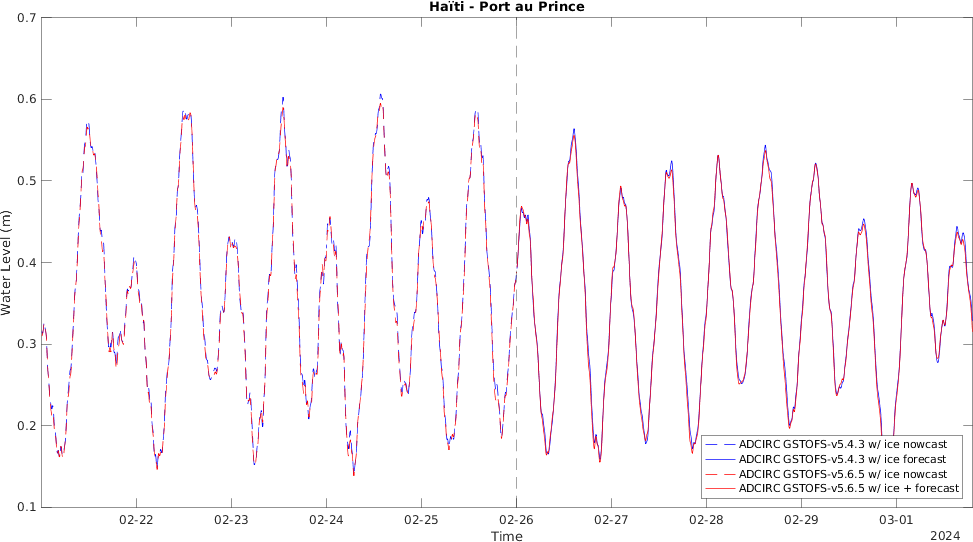 Haïti - Port au Prince
0.7
0.6
0.5
0.4
0.3
0.2
0.1
Water Level (m)
ADCIRC GSTOFS-v5.4.3 w/ ice nowcast
ADCIRC GSTOFS-v5.4.3 w/ ice forecast
ADCIRC GSTOFS-v5.6.5 w/ ice nowcast
ADCIRC GSTOFS-v5.6.5 w/ ice + forecast
02-22 02-23 02-24 02-25 02-26 02-27 02-28 02-29 03-01
Time
2024